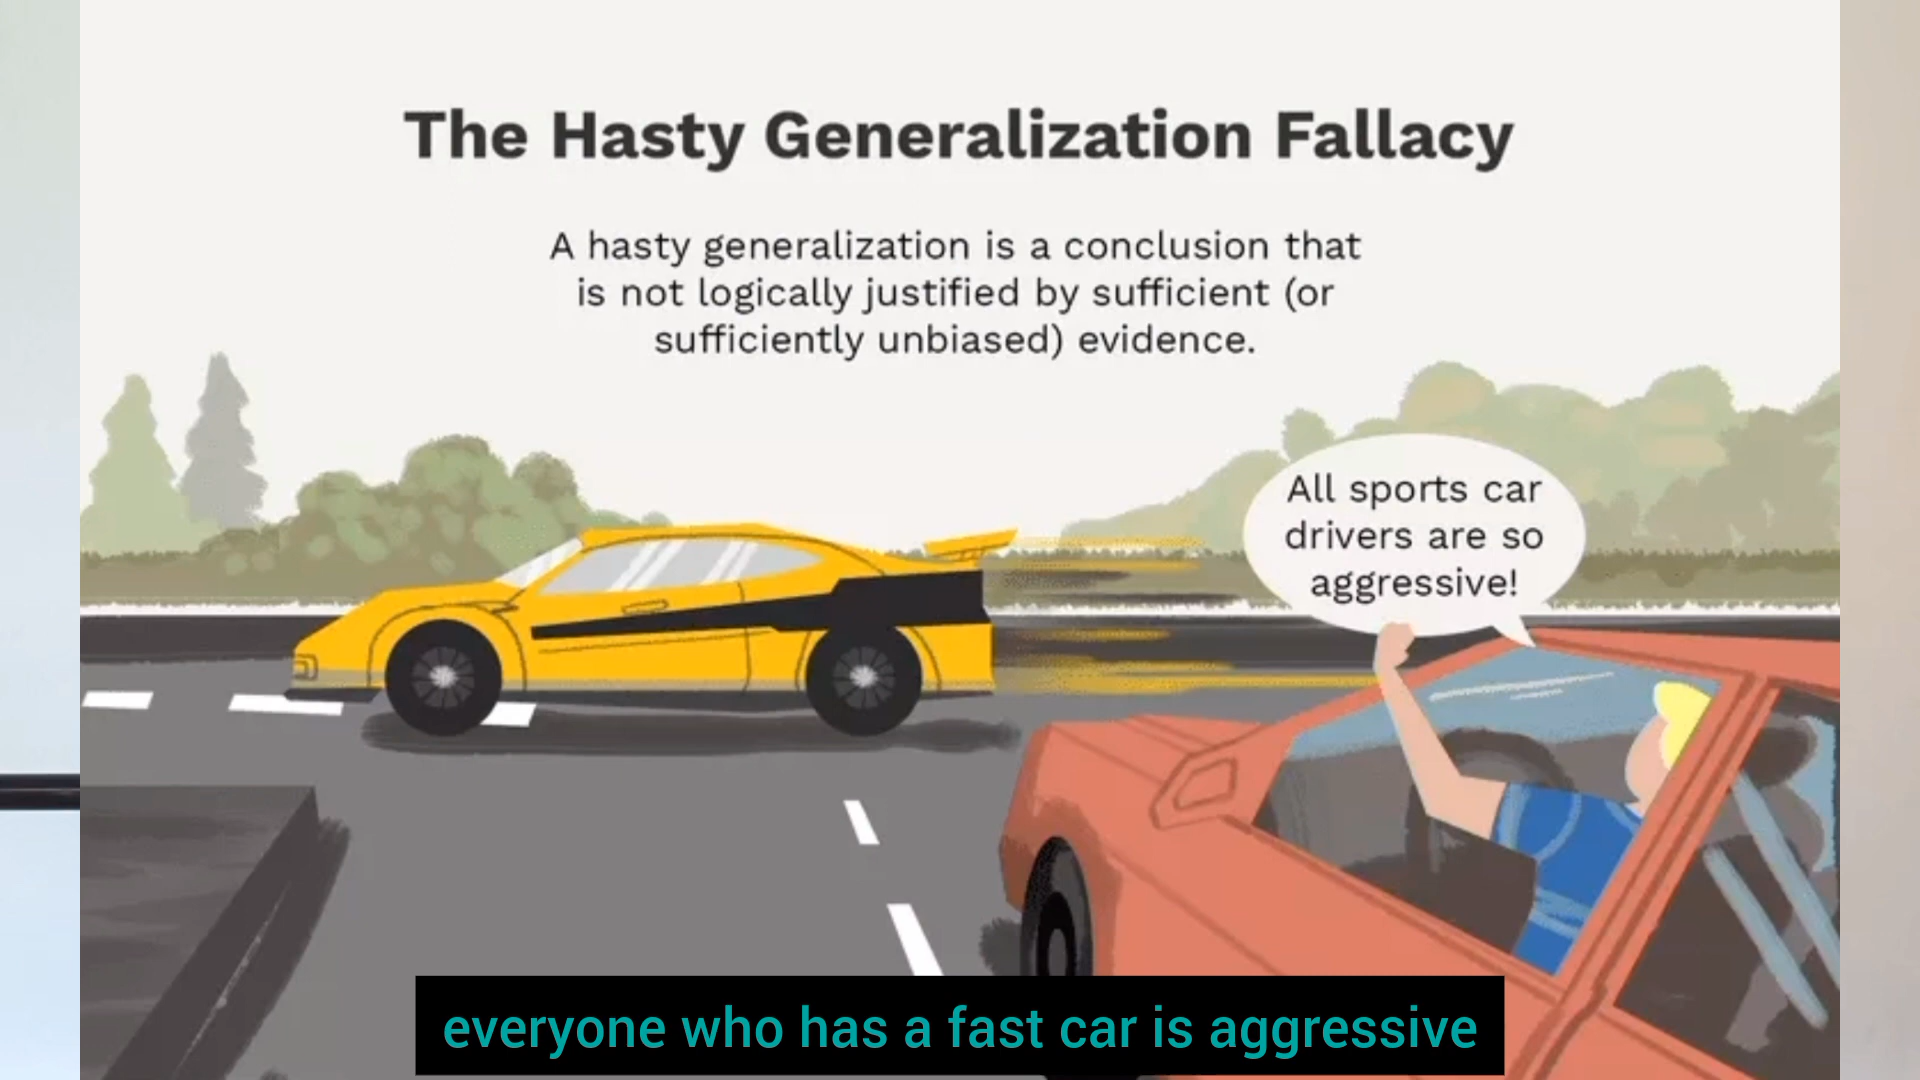 The Hasty Generalization Fallacy
A hasty generalization is a conclusion that
is not logically justified by sufficient (or
sufficiently unbiased) evidence.
All sports car
drivers are so
aggressive!
everyone who has a fast car is aggressive